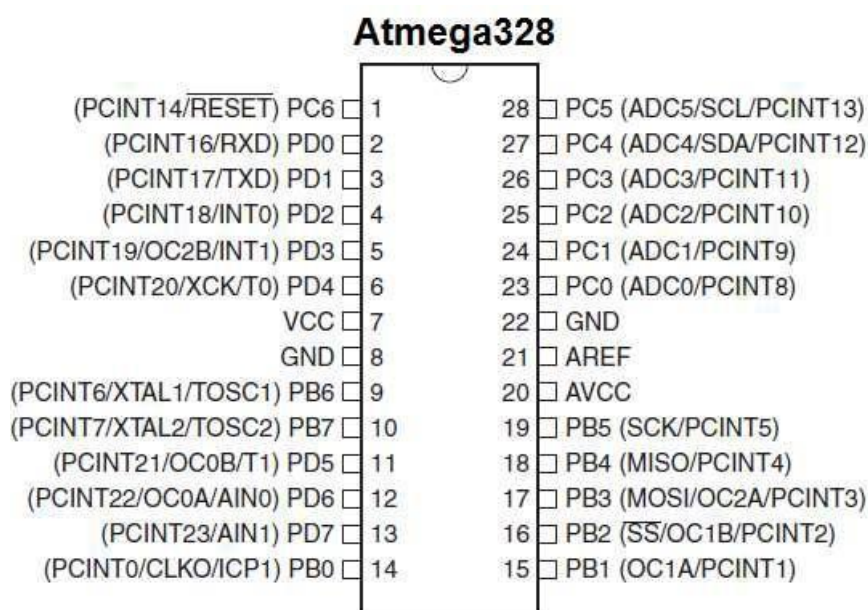 Atmega328
(PCINT14/RESET) PC6 1 28 PC5 (ADC5/SCL/PCINT13)
(PCINT16/RXD) PD0 2 27 PC4 (ADC4/SDA/PCINT12)
(PCINT17/TXD) PD1 3 26 PC3 (ADC3/PCINT11)
(PCINT18/INT0) PD2 4 25 PC2 (ADC2/PCINT10)
(PCINT19/OC2B/INT1) PD3 5 24 PC1 (ADC1/PCINT9)
(PCINT20/XCK/T0) PD4 6 23 PC0 (ADC0/PCINT8)
VCC 7 22 GND
GND 8 21 AREF
(PCINT6/XTAL1/TOSC1) PB6 9 20 AVCC
(PCINT7/XTAL2/TOSC2) PB7 10 19 PB5 (SCK/PCINT5)
(PCINT21/OC0B/T1) PD5 11 18 PB4 (MISO/PCINT4)
(PCINT22/OC0A/AIN0) PD6 12 17 PB3 (MOSI/OC2A/PCINT3)
(PCINT23/AIN1) PD7 13 16 PB2 (SS/OC1B/PCINT2)
(PCINT0/CLKO/ICP1) PB0 14 15 PB1 (OC1A/PCINT1)